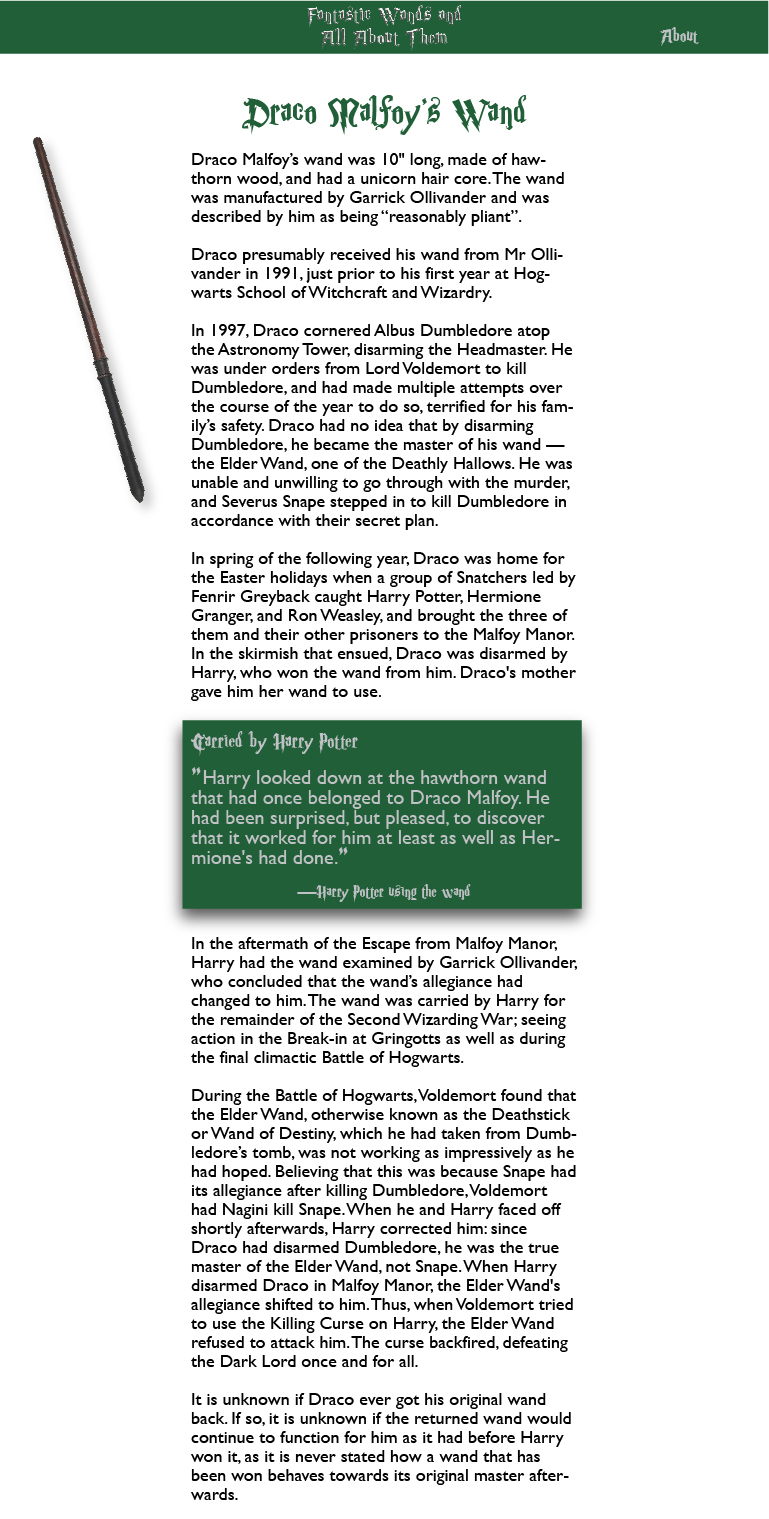 Fantastic Wands and
All About Them
About
Draco Malfoy’s Wand
Draco Malfoy’s wand was 10" long, made of haw-
thorn wood, and had a unicorn hair core. The wand
was manufactured by Garrick Ollivander and was
described by him as being “reasonably pliant”.
Draco presumably received his wand from Mr Olli-
vander in 1991, just prior to his first year at Hog-
warts School of Witchcraft and Wizardry.
In 1997, Draco cornered Albus Dumbledore atop
the Astronomy Tower, disarming the Headmaster. He
was under orders from Lord Voldemort to kill
Dumbledore, and had made multiple attempts over
the course of the year to do so, terrified for his fam-
ily’s safety. Draco had no idea that by disarming
Dumbledore, he became the master of his wand —
the Elder Wand, one of the Deathly Hallows. He was
unable and unwilling to go through with the murder,
and Severus Snape stepped in to kill Dumbledore in
accordance with their secret plan.
In spring of the following year, Draco was home for
the Easter holidays when a group of Snatchers led by
Fenrir Greyback caught Harry Potter, Hermione
Granger, and Ron Weasley, and brought the three of
them and their other prisoners to the Malfoy Manor.
In the skirmish that ensued, Draco was disarmed by
Harry, who won the wand from him. Draco's mother
gave him her wand to use.
Carried by Harry Potter
”Harry looked down at the hawthorn wand
that had once belonged to Draco Malfoy. He
had been surprised, but pleased, to discover
that it worked for him at least as well as Her-
mione's had done.”
—Harry Potter using the wand
In the aftermath of the Escape from Malfoy Manor,
Harry had the wand examined by Garrick Ollivander,
who concluded that the wand’s allegiance had
changed to him. The wand was carried by Harry for
the remainder of the Second Wizarding War; seeing
action in the Break-in at Gringotts as well as during
the final climactic Battle of Hogwarts.
During the Battle of Hogwarts, Voldemort found that
the Elder Wand, otherwise known as the Deathstick
or Wand of Destiny, which he had taken from Dumb-
ledore’s tomb, was not working as impressively as he
had hoped. Believing that this was because Snape had
its allegiance after killing Dumbledore, Voldemort
had Nagini kill Snape. When he and Harry faced off
shortly afterwards, Harry corrected him: since
Draco had disarmed Dumbledore, he was the true
master of the Elder Wand, not Snape. When Harry
disarmed Draco in Malfoy Manor, the Elder Wand's
allegiance shifted to him. Thus, when Voldemort tried
to use the Killing Curse on Harry, the Elder Wand
refused to attack him. The curse backfired, defeating
the Dark Lord once and for all.
It is unknown if Draco ever got his original wand
back. If so, it is unknown if the returned wand would
continue to function for him as it had before Harry
won it, as it is never stated how a wand that has
been won behaves towards its original master after-
wards.